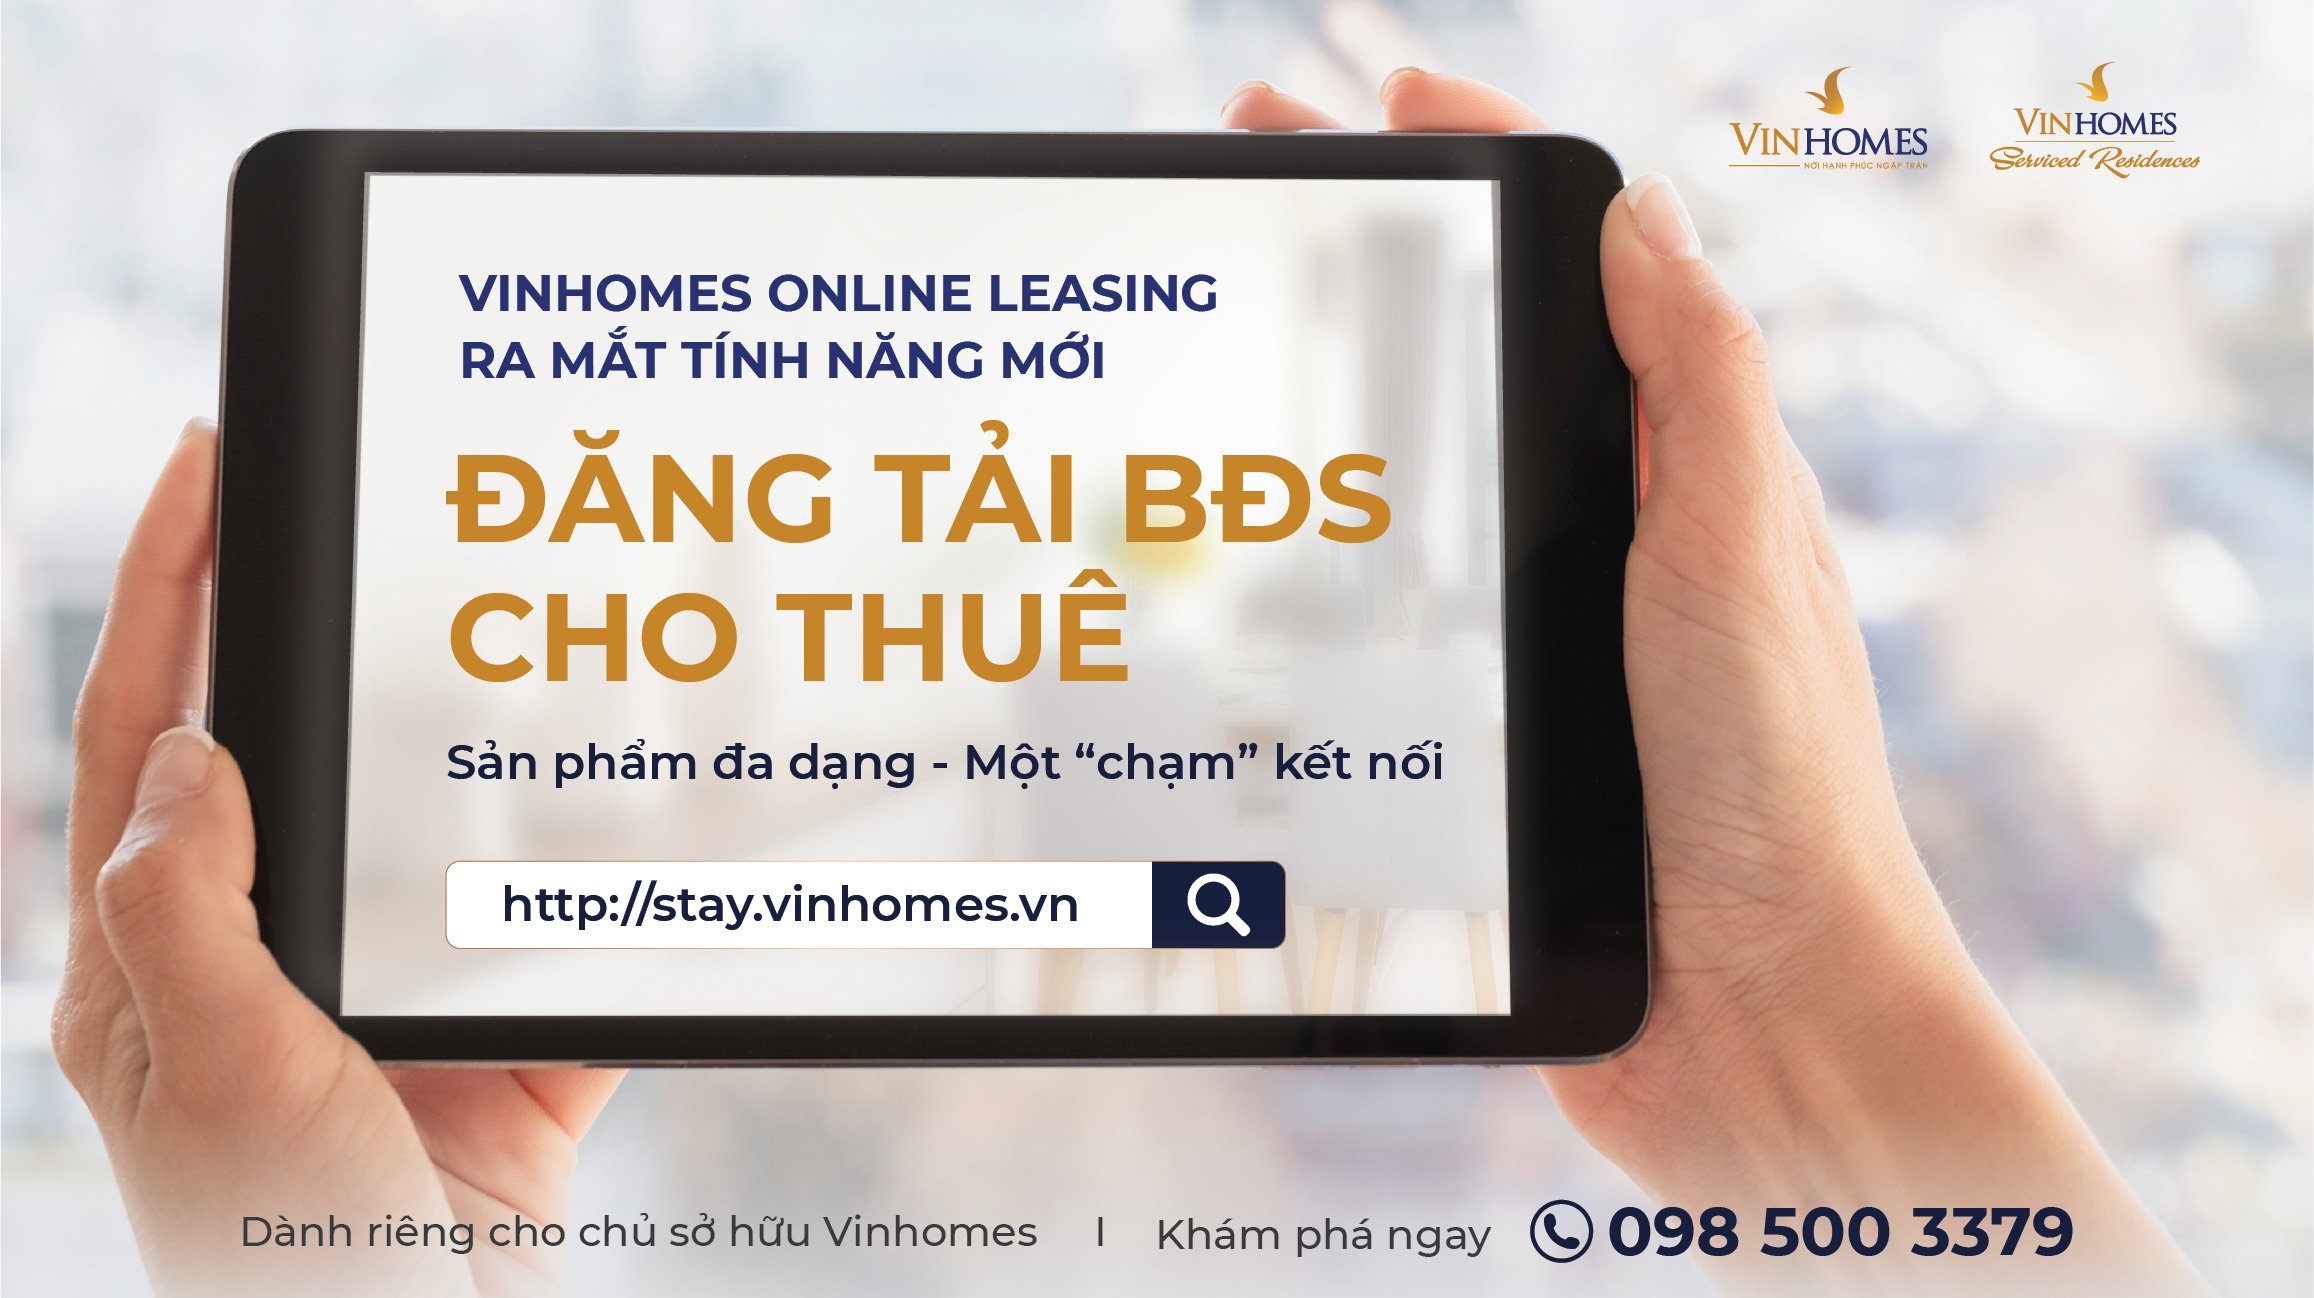 VINHOMES
NƠI HẠNH PHÚC NGẬP TRÀN
VINHOMES
Serviced Residences
VINHOMES ONLINE LEASING
RA MẮT TÍNH NĂNG MỚI
ĐĂNG TẢI BĐS
CHO THUÊ
Sản phẩm đa dạng - Một “chạm” kết nối
http://stay.vinhomes.vn
Dành riêng cho chủ sở hữu Vinhomes | Khám phá ngay 098 500 3379